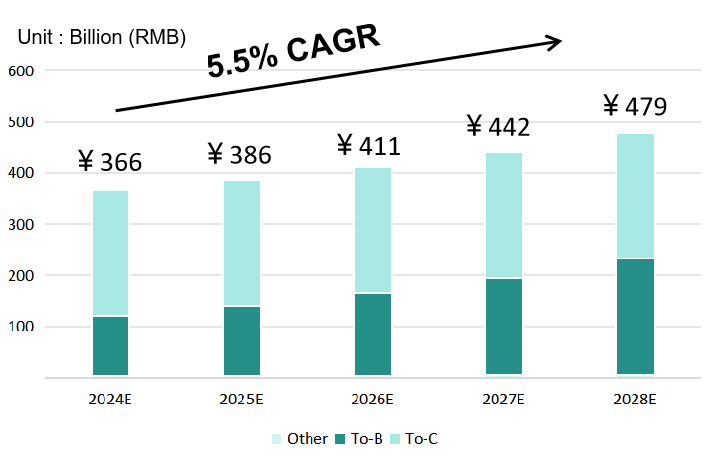 Unit : Billion (RMB)
5.5% CAGR
600
500
400
300
200
100
¥ 366
¥ 386
¥ 411
¥ 442
¥ 479
2024E
2025E
2026E
2027E
2028E
Other
To-B
To-C